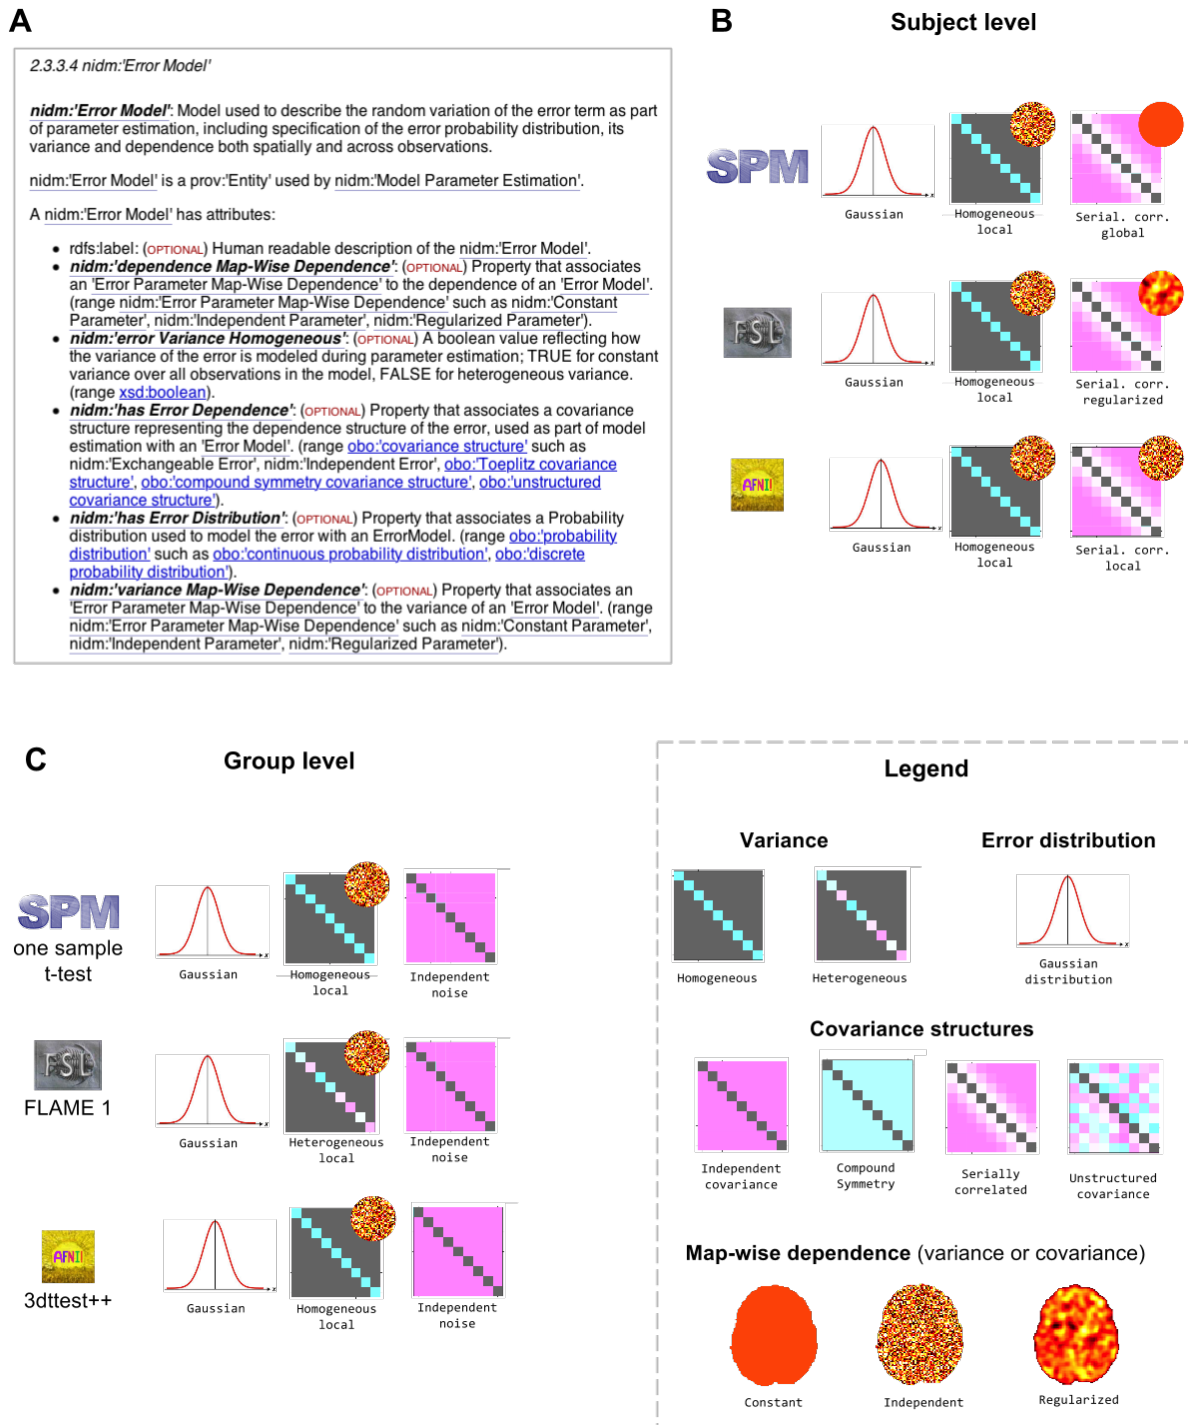 A
2.3.3.4 nidm:'Error Model'
nidm:'Error Model': Model used to describe the random variation of the error term as part
of parameter estimation, including specification of the error probability distribution, its
variance and dependence both spatially and across observations.
nidm:'Error Model' is a prov:'Entity' used by nidm:'Model Parameter Estimation'.
A nidm:'Error Model' has attributes:
• rdfs:label: (OPTIONAL) Human readable description of the nidm:'Error Model'.
• nidm:'dependence Map-Wise Dependence': (OPTIONAL) Property that associates
an 'Error Parameter Map-Wise Dependence' to the dependence of an 'Error Model'.
(range nidm:'Error Parameter Map-Wise Dependence' such as nidm:'Constant
Parameter', nidm:'Independent Parameter', nidm:'Regularized Parameter').
• nidm:'error Variance Homogeneous': (OPTIONAL) A boolean value reflecting how
the variance of the error is modeled during parameter estimation; TRUE for constant
variance over all observations in the model, FALSE for heterogeneous variance.
(range xsd:boolean).
• nidm:'has Error Dependence': (OPTIONAL) Property that associates a covariance
structure representing the dependence structure of the error, used as part of model
estimation with an 'Error Model'. (range obo:'covariance structure' such as
nidm:'Exchangeable Error', nidm:'Independent Error', obo:'Toeplitz covariance
structure', obo:'compound symmetry covariance structure', obo:'unstructured
covariance structure').
• nidm:'has Error Distribution': (OPTIONAL) Property that associates a Probability
distribution used to model the error with an ErrorModel. (range obo:'probability
distribution' such as obo:'continuous probability distribution', obo:'discrete
probability distribution').
• nidm:'variance Map-Wise Dependence': (OPTIONAL) Property that associates an
'Error Parameter Map-Wise Dependence' to the variance of an 'Error Model'. (range
nidm:'Error Parameter Map-Wise Dependence' such as nidm:'Constant Parameter',
nidm:'Independent Parameter', nidm:'Regularized Parameter').
B
Subject level
SPM
x
Gaussian
Homogeneous
local
Serial. corr.
global
FSL
x
Gaussian
Homogeneous
local
Serial. corr.
regularized
AFNI!
x
Gaussian
Homogeneous
local
Serial. corr.
local
C
Group level
SPM
one sample
t-test
x
Gaussian
Homogeneous
local
Independent
noise
FSL
FLAME 1
x
Gaussian
Heterogeneous
local
Independent
noise
AFNI!
3dttest++
x
Gaussian
Homogeneous
local
Independent
noise
Legend
Variance
Homogeneous
Heterogeneous
Error distribution
x
Gaussian
distribution
Covariance structures
Independent
covariance
Compound
Symmetry
Serially
correlated
Unstructured
covariance
Map-wise dependence (variance or covariance)
Constant
Independent
Regularized